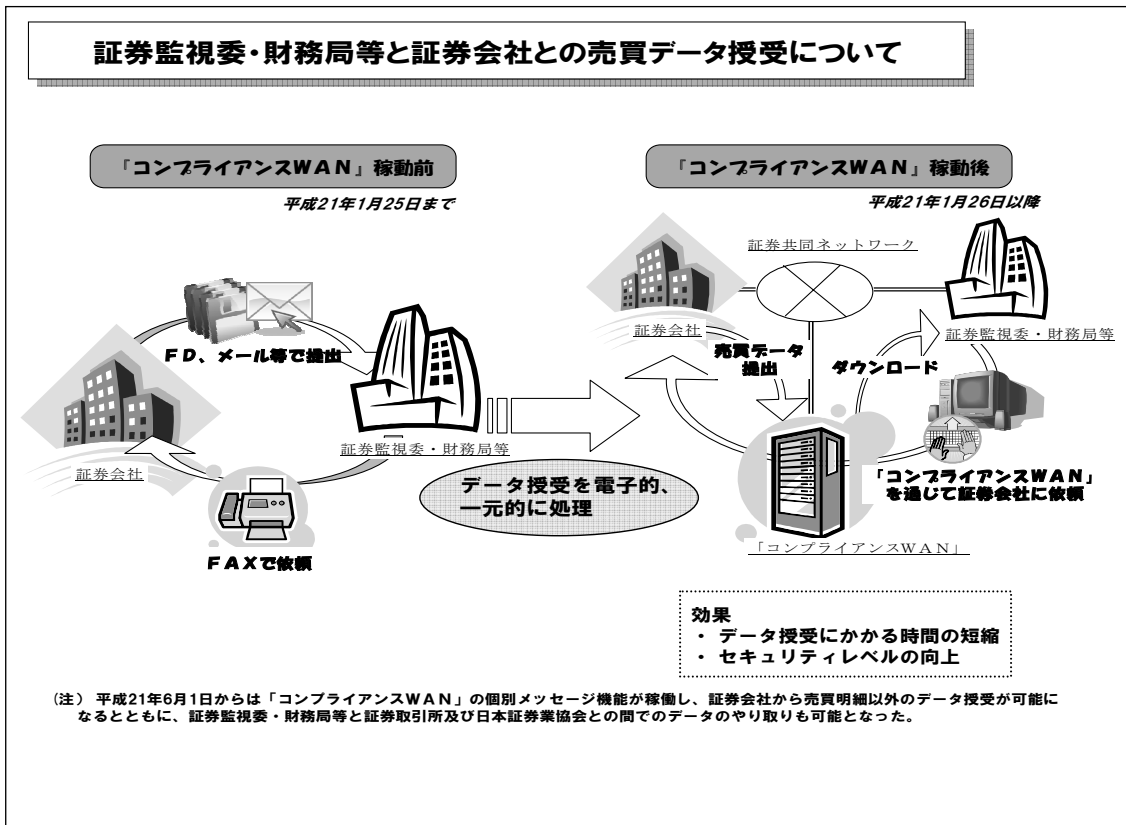 証券監視委・財務局等と証券会社との売買データ授受について
『コンプライアンスWAN』稼動前
平成21年1月25日まで
FD、メール等で提出
証券会社
証券監視委・財務局等
FAXで依頼
データ授受を電子的、
一元的に処理
『コンプライアンスWAN』稼動後
平成21年1月26日以降
証券共同ネットワーク
証券会社
証券監視委・財務局等
売買データ
提出
ダウンロード
「コンプライアンスWAN」
を通じて証券会社に依頼
「コンプライアンスWAN」
効果
・ データ授受にかかる時間の短縮
・ セキュリティレベルの向上
(注) 平成21年6月1日からは「コンプライアンスWAN」の個別メッセージ機能が稼働し、証券会社から売買明細以外のデータ授受が可能に
なるとともに、証券監視委・財務局等と証券取引所及び日本証券業協会との間でのデータのやり取りも可能となった。